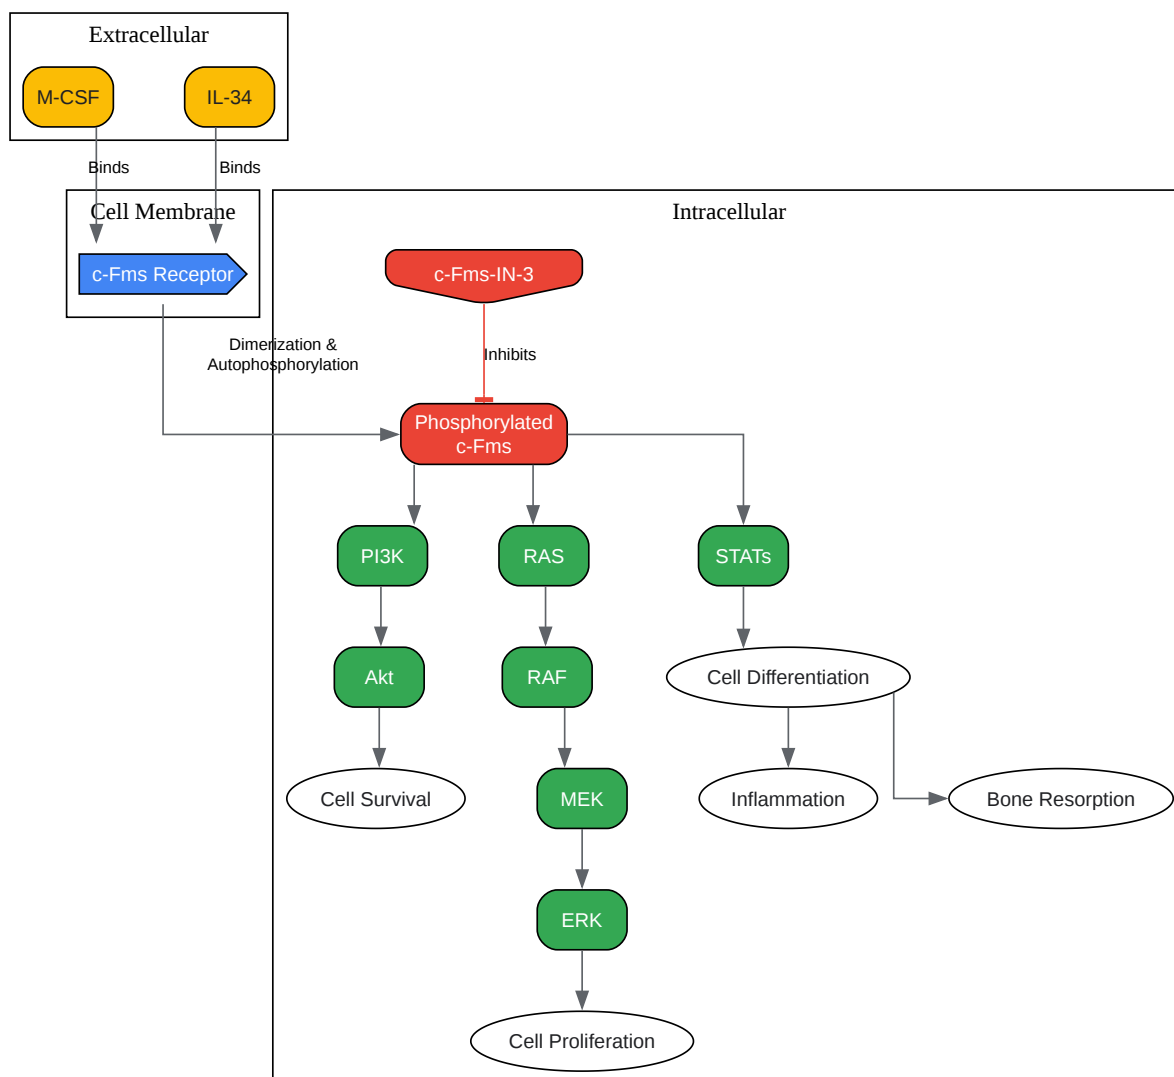 Extracellular
M-CSF
IL-34
Binds
Binds
Cell Membrane
Intracellular
c-Fms Receptor
c-Fms-IN-3
Dimerization &
Autophosphorylation
Inhibits
Phosphorylated
c-Fms
PI3K
RAS
STATs
Akt
RAF
Cell Differentiation
Cell Survival
MEK
Inflammation
Bone Resorption
ERK
Cell Proliferation